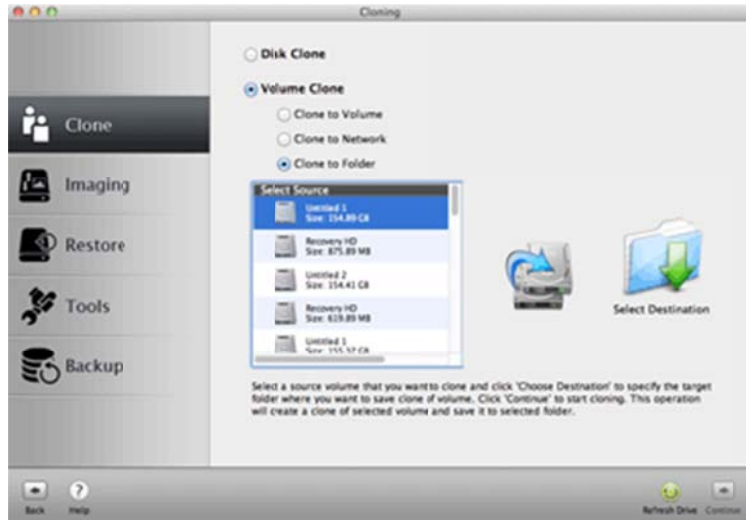 Cloning
Disk Clone
Volume Clone
Clone to Volume
Clone to Network
Clone to Folder
Clone
Imaging
Restore
Tools
Backup
Select Source
Untitled 1
Size: 154.89 GB
Recovery HD
Size: 875.89 MB
Untitled 2
Size: 154.41 GB
Recovery HD
Size: 619.89 MB
Untitled 1
Size: 155.37 GB
Select Destination
Select a source volume that you want to clone and click 'Choose Destination' to specify the target
folder where you want to save clone of volume. Click 'Continue' to start cloning. This operation
will create a clone of selected volume and save it to selected folder.
?
Back
Help
Refresh Drive
Continue